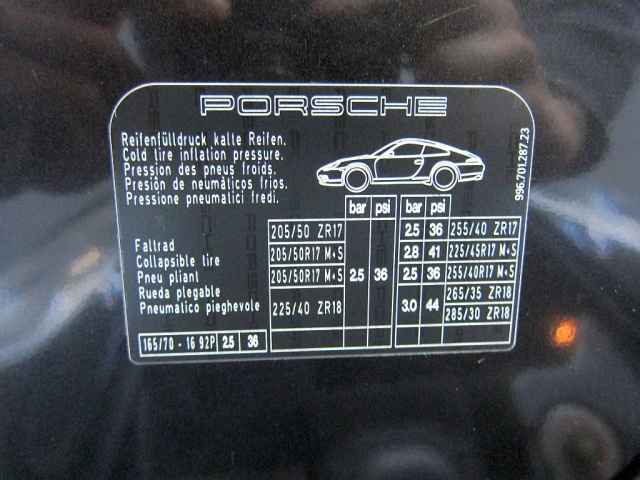 PORSCHE
Reifenfülldruck kalte Reifen.
Cold tire inflation pressure.
Pression des pneus froids.
Presión de neumàticos frios.
Pressione pneumatici fredi.
996.701.287.23
bar psi bar psi
205/50 ZR17 2.5 36 255/40 ZR17
Faltrad
205/50R17 M+S 2.8 41 225/45R17 M+S
Collapsible tire
Pneu pliant
205/50R17 M+S 2.5 36 2.5 36 255/40R17 M+S
Rueda plegable
Pneumatico pieghevole
225/40 ZR18 3.0 44 265/35 ZR18
285/30 ZR18
165/70 - 16 92P 2.5 36